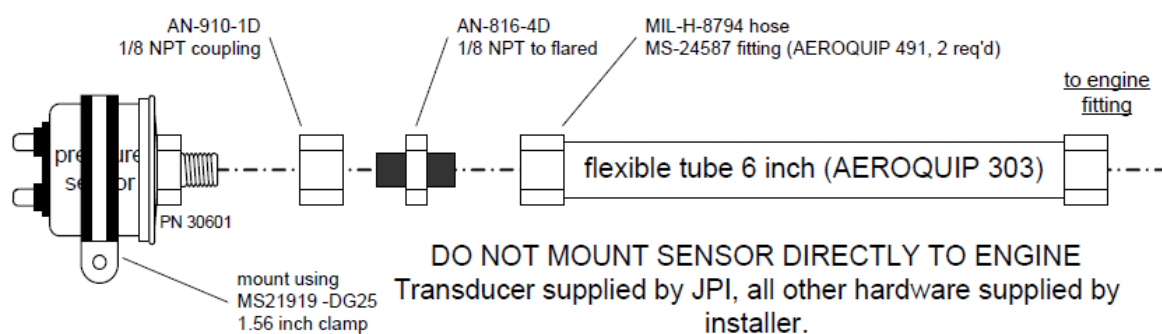 AN-910-1D
1/8 NPT coupling
AN-816-4D
1/8 NPT to flared
MIL-H-8794 hose
MS-24587 fitting (AEROQUIP 491, 2 req'd)
to engine
fitting
pressure
sensor
PN 30601
flexible tube 6 inch (AEROQUIP 303)
mount using
MS21919 -DG25
1.56 inch clamp
DO NOT MOUNT SENSOR DIRECTLY TO ENGINE
Transducer supplied by JPI, all other hardware supplied by
installer.